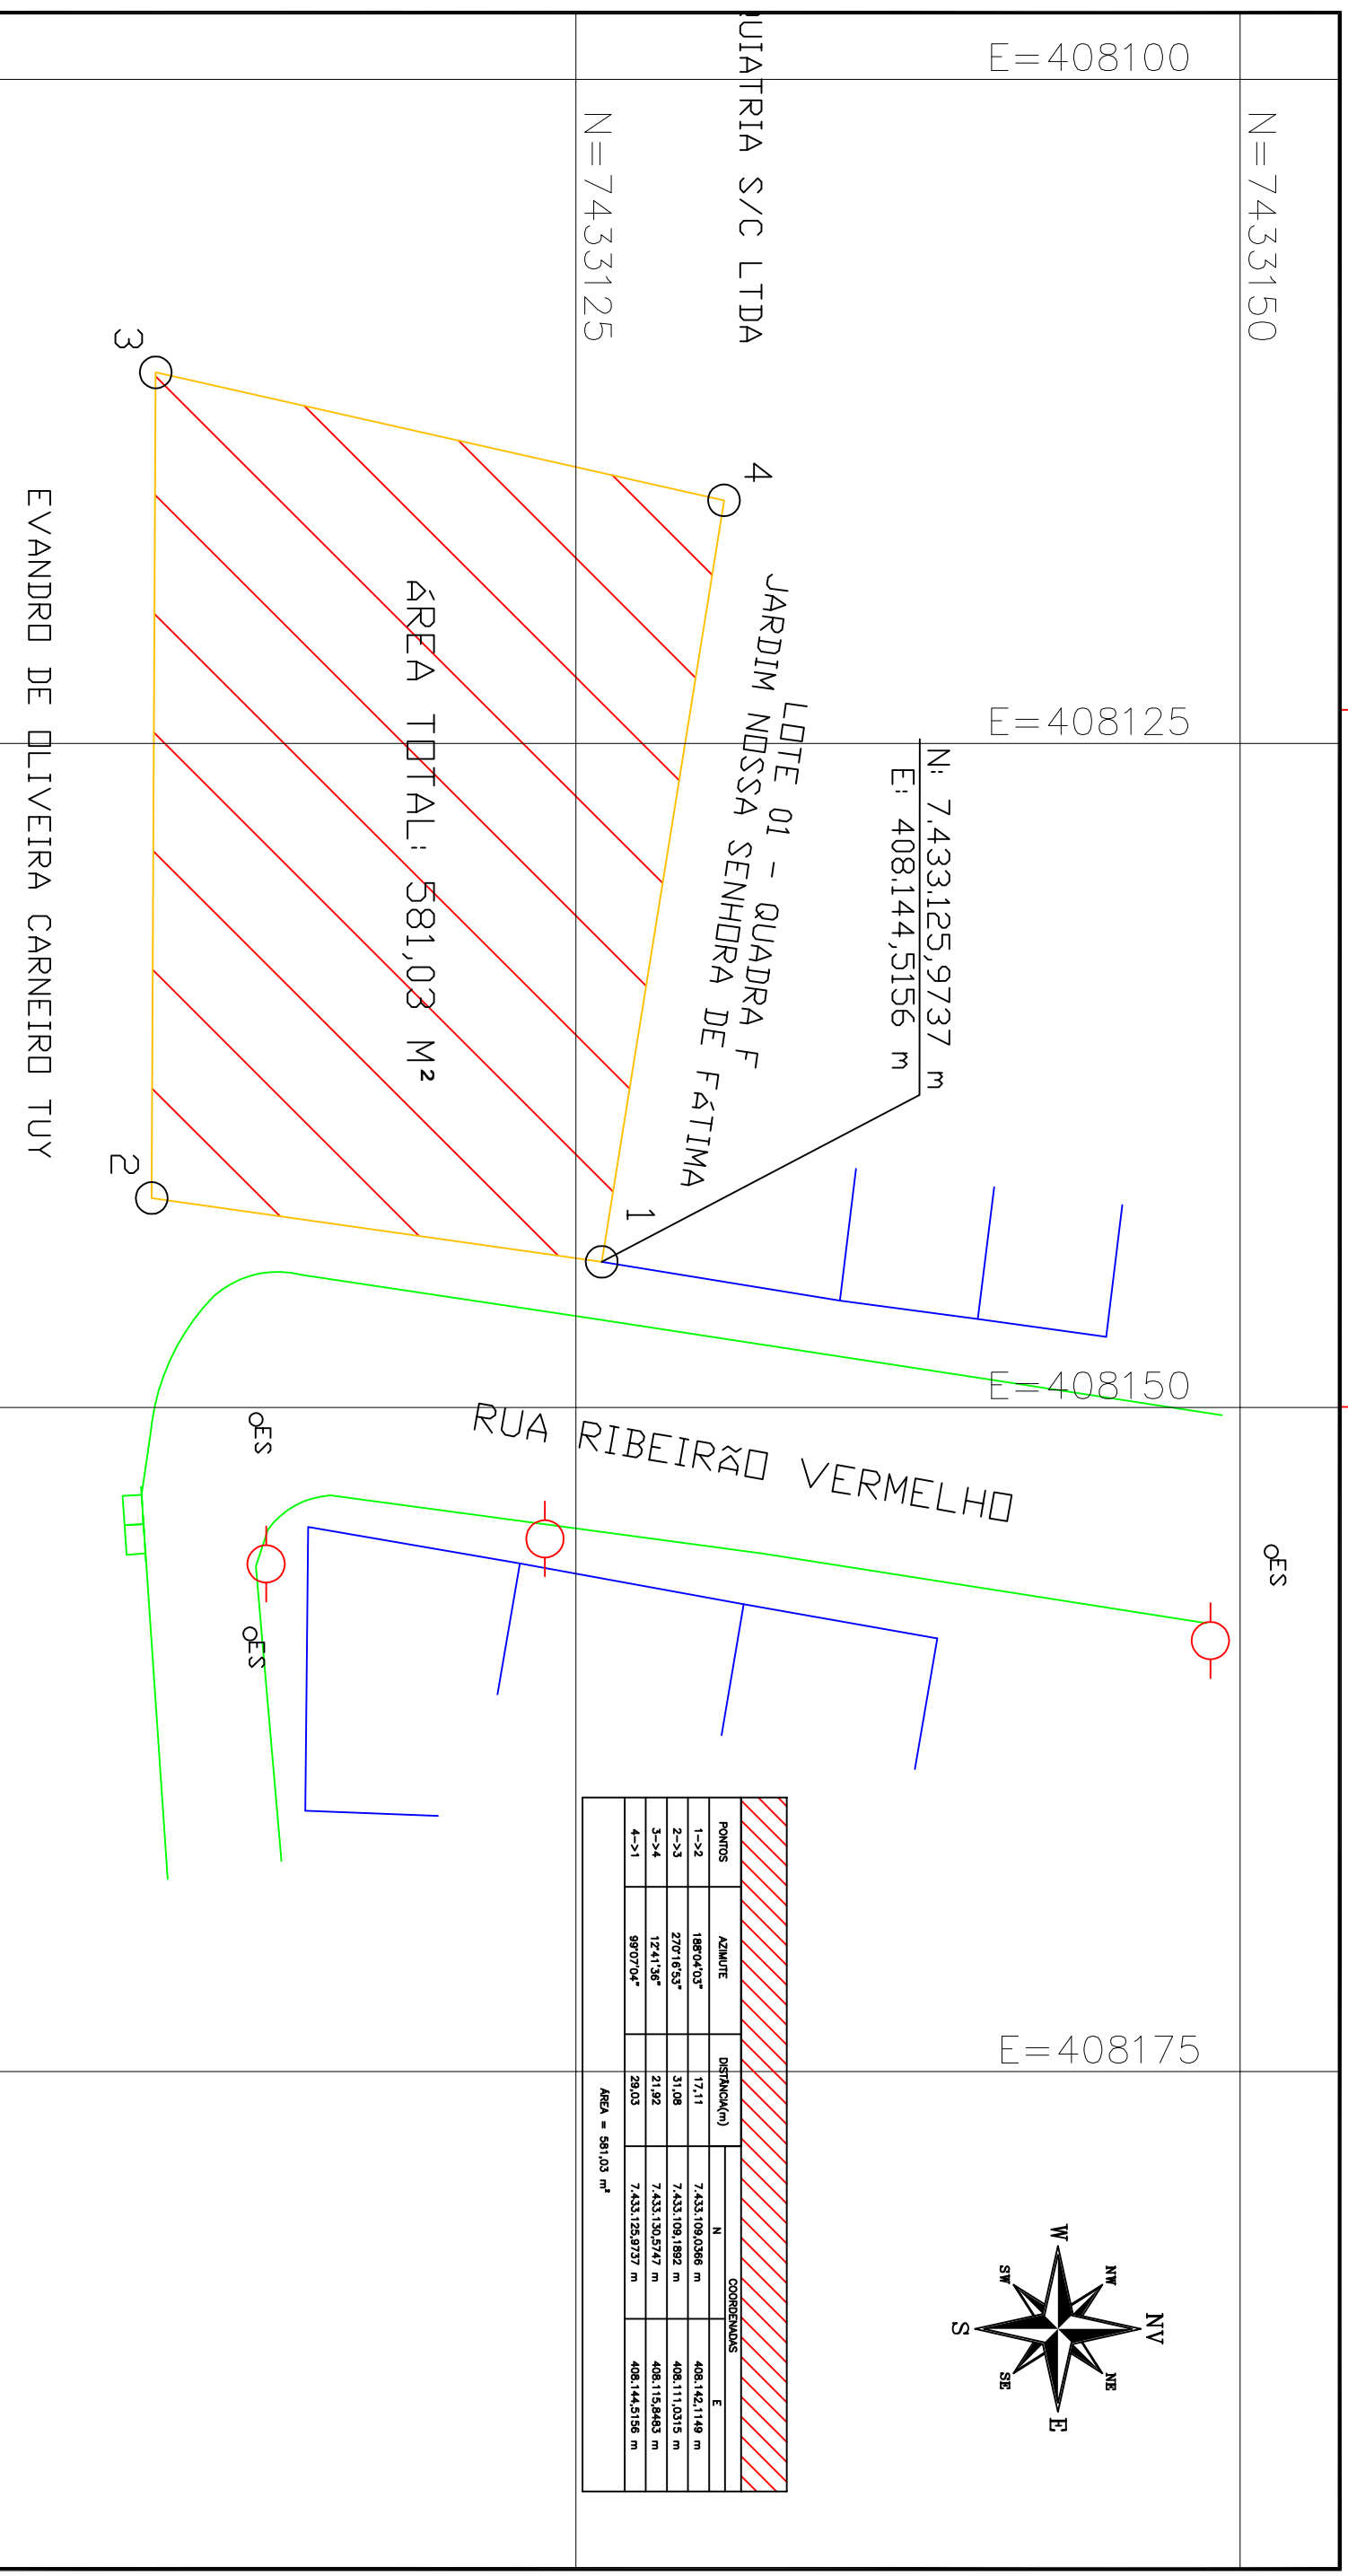 N=7433150
E=408100
E=408125
E=408150
E=408175
N: 7.433.125,9737 m
E: 408.144,5156 m
LOTE 01 - QUADRA F
JARDIM NOSSA SENHORA DE FÁTIMA
QUIATRIA S/C LTDA
N=7433125
4
1
ÁREA TOTAL: 581,03 M²
3
2
EVANDRO DE OLIVEIRA CARNEIRO TUY
RUA RIBEIRÃO VERMELHO
ES
ES
ES
NV
NW
NE
W
E
SW
SE
S
PONTOS AZIMUTE DISTÂNCIA(m) COORDENADAS
N E
1->2 188°04'03" 17,11 7.433.109,0366 m 408.142,1149 m
2->3 270°16'53" 31,08 7.433.109,1892 m 408.111,0315 m
3->4 12°41'36" 21,92 7.433.130,5747 m 408.115,8483 m
4->1 99°07'04" 29,03 7.433.125,9737 m 408.144,5156 m
ÁREA = 581,03 m²